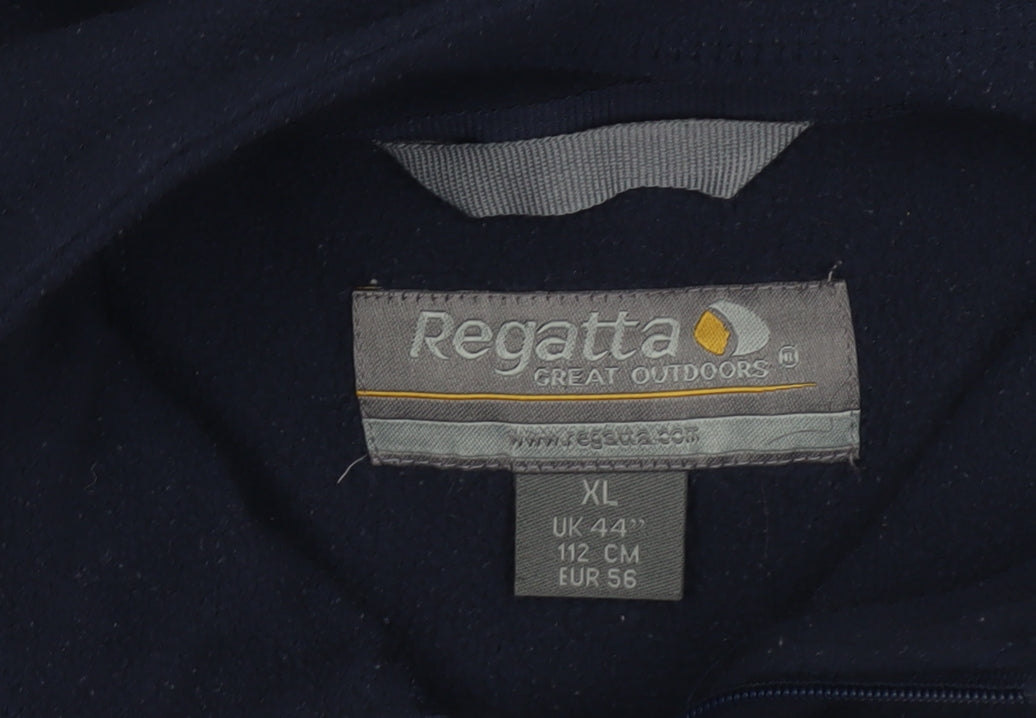 Regatta
GREAT OUTDOORS
www.regatta.com
XL
UK 44”
112 CM
EUR 56